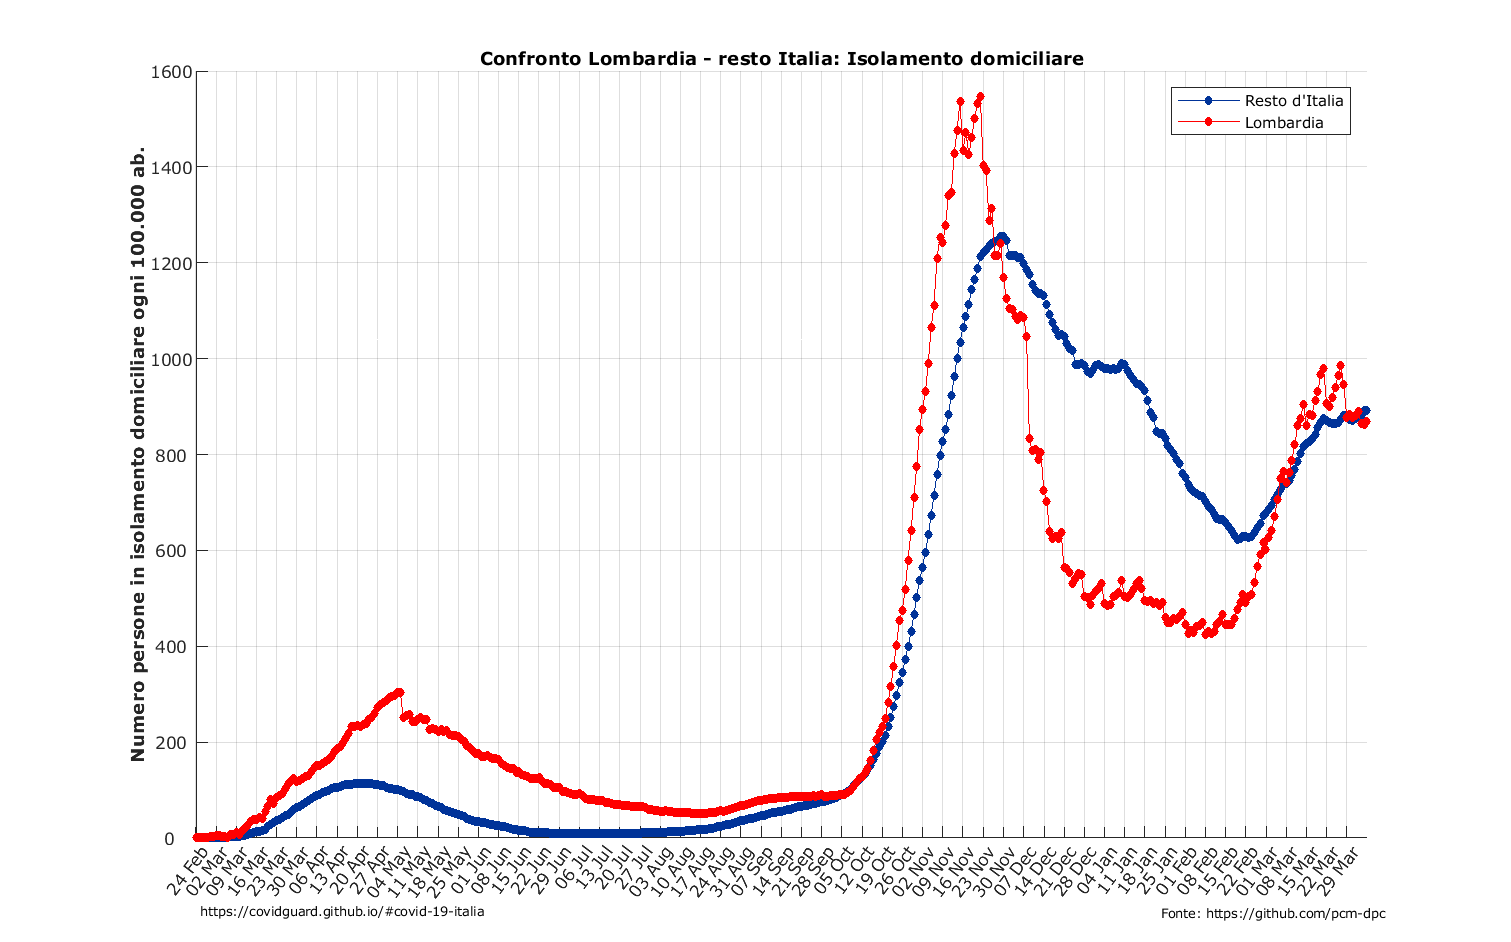 Confronto Lombardia - resto Italia: Isolamento domiciliare
Numero persone in isolamento domiciliare ogni 100.000 ab.
1600
1400
1200
1000
800
600
400
200
0
Resto d'Italia
Lombardia
24 Feb
02 Mar
09 Mar
16 Mar
23 Mar
30 Mar
06 Apr
13 Apr
20 Apr
27 Apr
04 May
11 May
18 May
25 May
01 Jun
08 Jun
15 Jun
22 Jun
29 Jun
06 Jul
13 Jul
20 Jul
27 Jul
03 Aug
10 Aug
17 Aug
24 Aug
31 Aug
07 Sep
14 Sep
21 Sep
28 Sep
05 Oct
12 Oct
19 Oct
26 Oct
02 Nov
09 Nov
16 Nov
23 Nov
30 Nov
07 Dec
14 Dec
21 Dec
28 Dec
04 Jan
11 Jan
18 Jan
25 Jan
01 Feb
08 Feb
15 Feb
22 Feb
01 Mar
08 Mar
15 Mar
22 Mar
29 Mar
https://covidguard.github.io/#covid-19-italia
Fonte: https://github.com/pcm-dpc